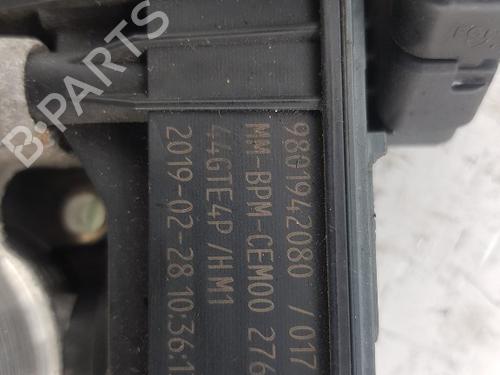 9801942080 / 017
MM-BPM-CEM00 276
44GTE4P/HM1
2019-02-28 10:36:1
B-PARTS